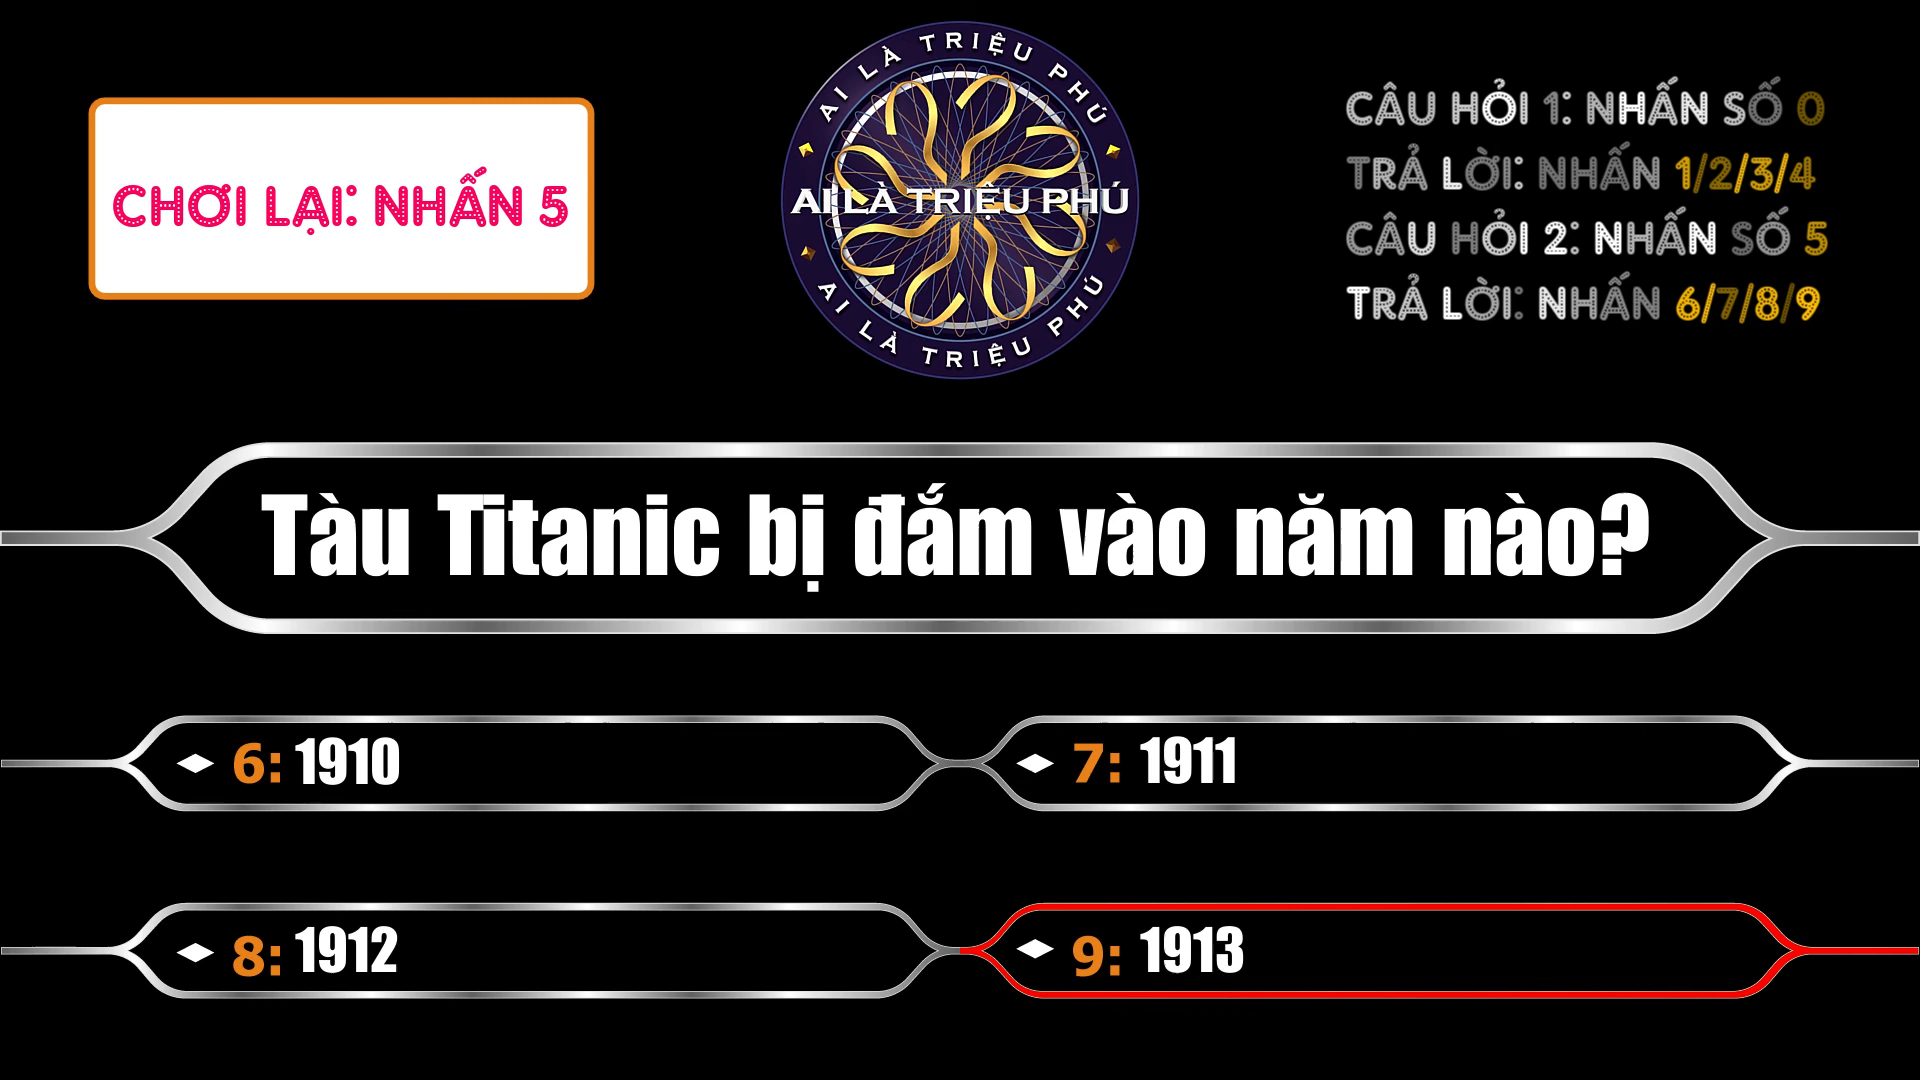 AI LÀ TRIỆU PHÚ
AI LÀ TRIỆU PHÚ
AI LÀ TRIỆU PHÚ
CHƠI LẠI: NHẤN 5
CÂU HỎI 1: NHẤN SỐ 0
TRẢ LỜI: NHẤN 1/2/3/4
CÂU HỎI 2: NHẤN SỐ 5
TRẢ LỜI: NHẤN 6/7/8/9
Tàu Titanic bị đắm vào năm nào?
6: 1910
7: 1911
8: 1912
9: 1913